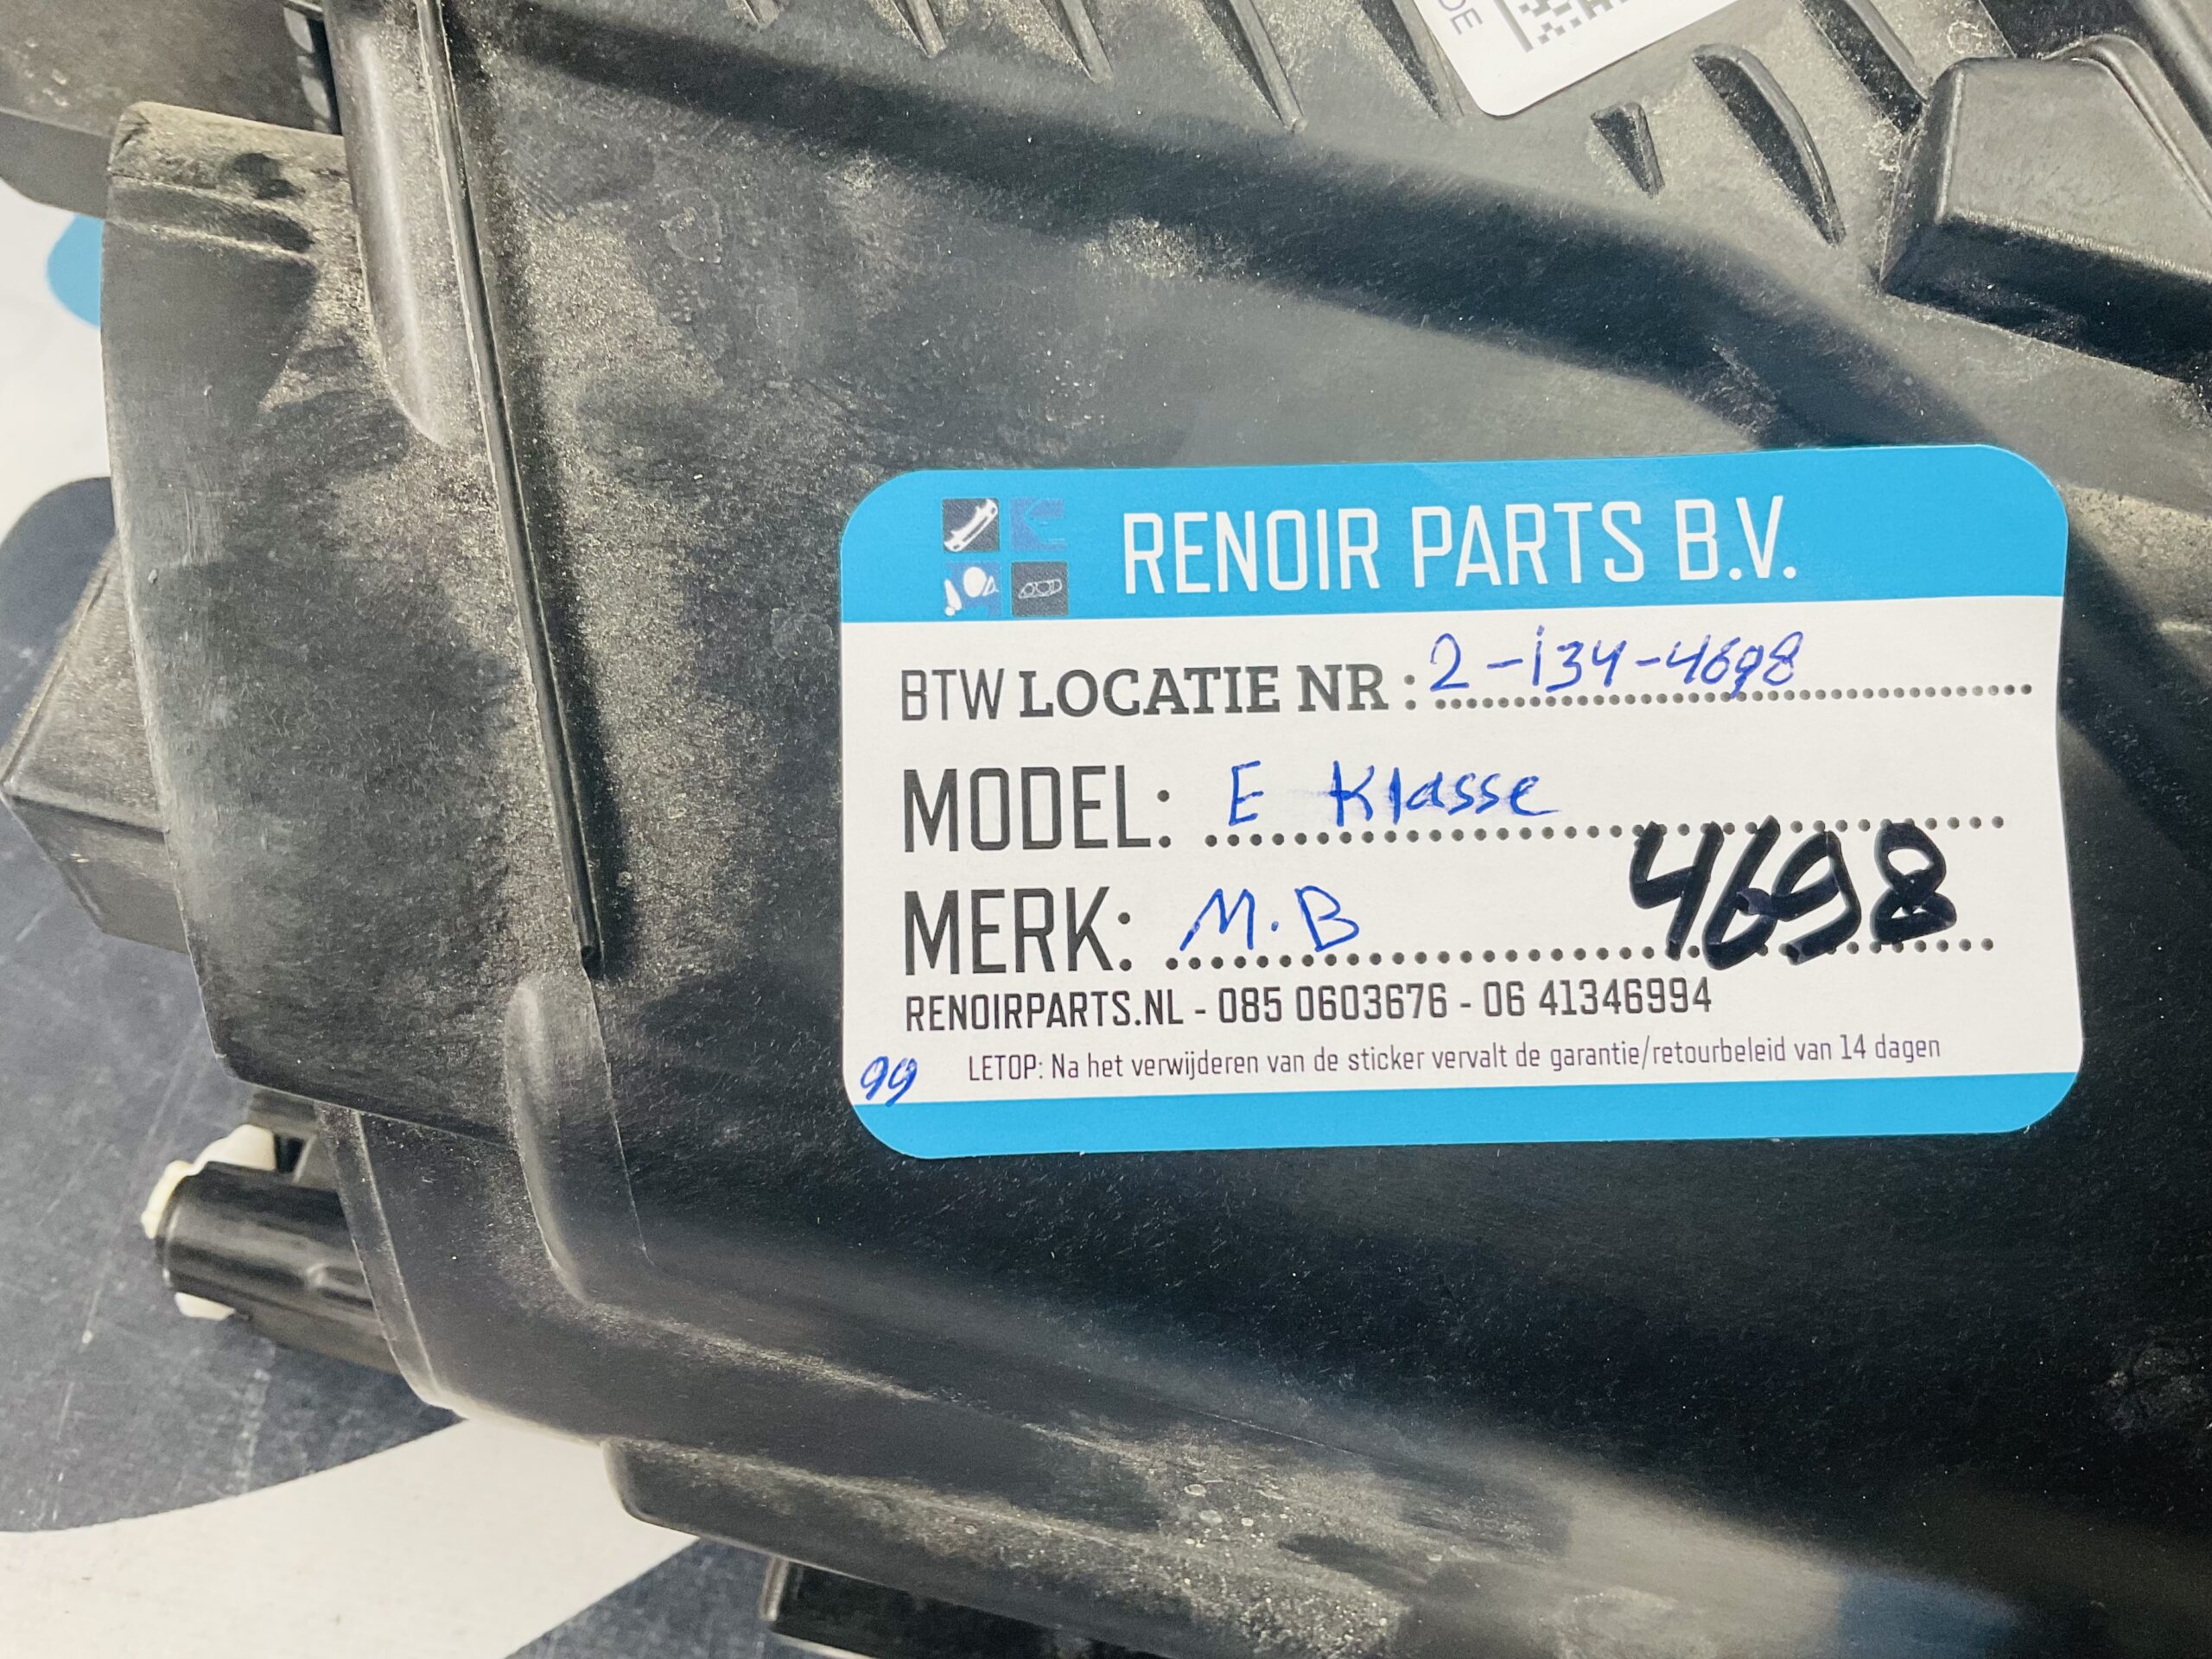 DE
RENOIR PARTS B.V.
BTW LOCATIE NR : 2-134-4698
MODEL: E Klasse
4698
MERK: M.B
RENOIRPARTS.NL - 085 0603676 - 06 41346994
99 LETOP: Na het verwijderen van de sticker vervalt de garantie/retourbeleid van 14 dagen